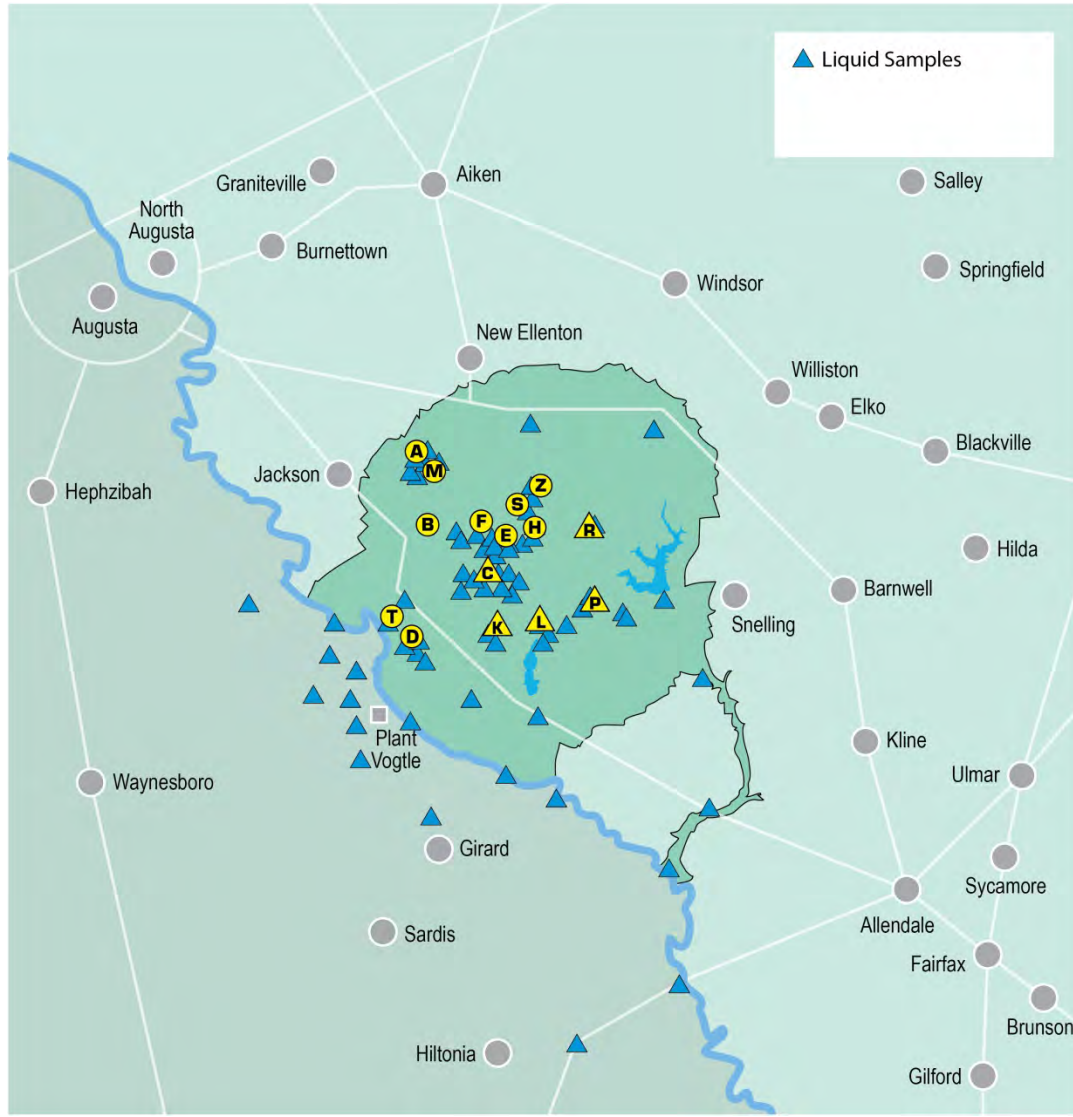 Liquid Samples
Graniteville
Aiken
Salley
North
Augusta
Burnettown
Springfield
Windsor
Augusta
New Ellenton
Williston
Elko
Blackville
A
M
Jackson
Hephzibah
Z
S
B
F
E
H
R
Hilda
C
Barnwell
Snelling
P
T
D
K
L
Plant
Vogtle
Kline
Ulmar
Waynesboro
Girard
Sycamore
Allendale
Sardis
Fairfax
Brunson
Hiltonia
Gilford